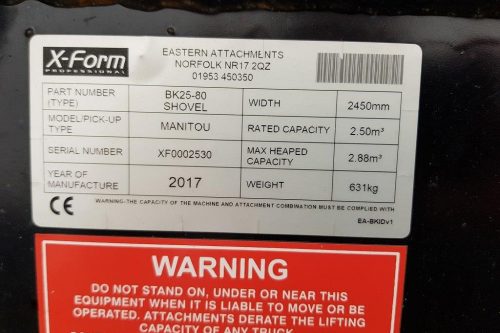 X-Form
PROFESSIONAL
EASTERN ATTACHMENTS
NORFOLK NR17 2QZ
01953 450350
PART NUMBER (TYPE) BK25-80 SHOVEL WIDTH 2450mm
MODEL/PICK-UP TYPE MANITOU RATED CAPACITY 2.50m³
SERIAL NUMBER XF0002530 MAX HEAPED CAPACITY 2.88m³
YEAR OF MANUFACTURE 2017 WEIGHT 631kg
CE WARNING-THE CAPACITY OF THE MACHINE AND ATTACHMENT COMBINATION MUST BE COMPLIED WITH
EA-BKIDv1
WARNING
DO NOT STAND ON, UNDER OR NEAR THIS
EQUIPMENT WHEN IT IS LIABLE TO MOVE OR BE
OPERATED. ATTACHMENTS DERATE THE LIFTING
CAPACITY OF ANY TRUCK